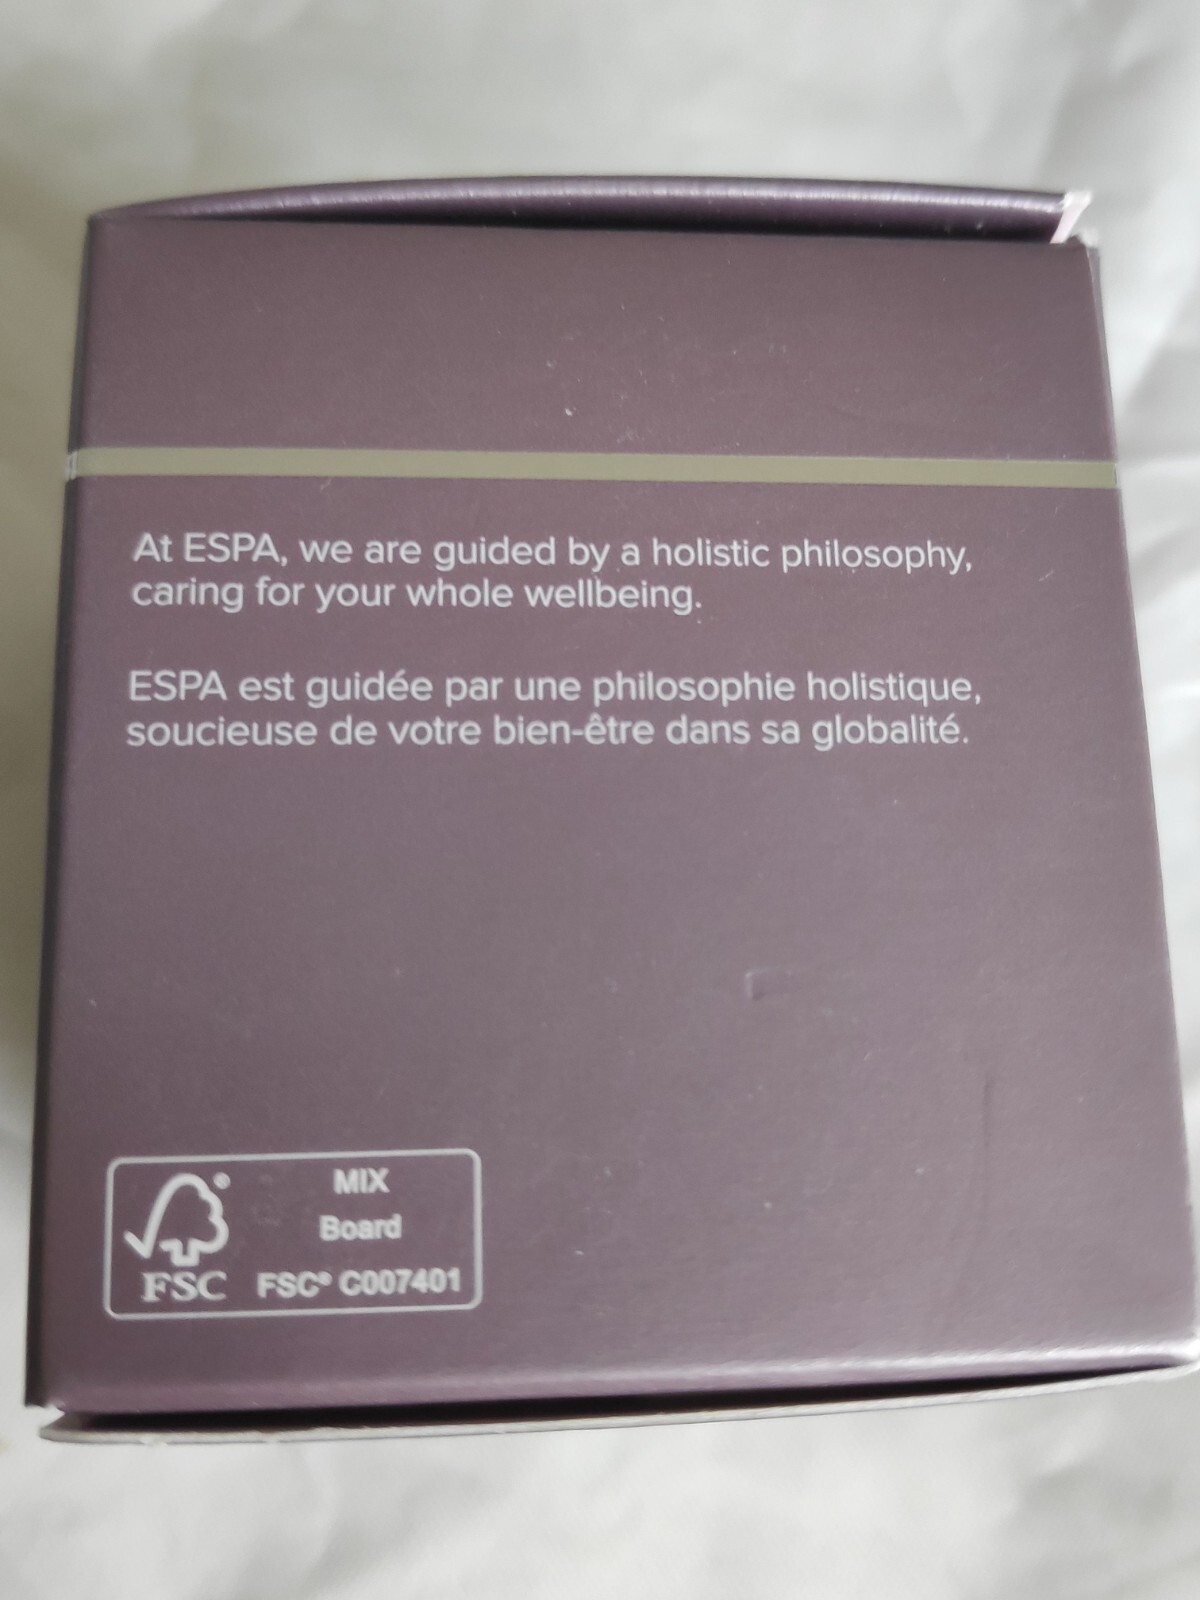 At ESPA, we are guided by a holistic philosophy,
caring for your whole wellbeing.
ESPA est guidée par une philosophie holistique,
soucieuse de votre bien-être dans sa globalité.
®
FSC
MIX
Board
FSC® C007401